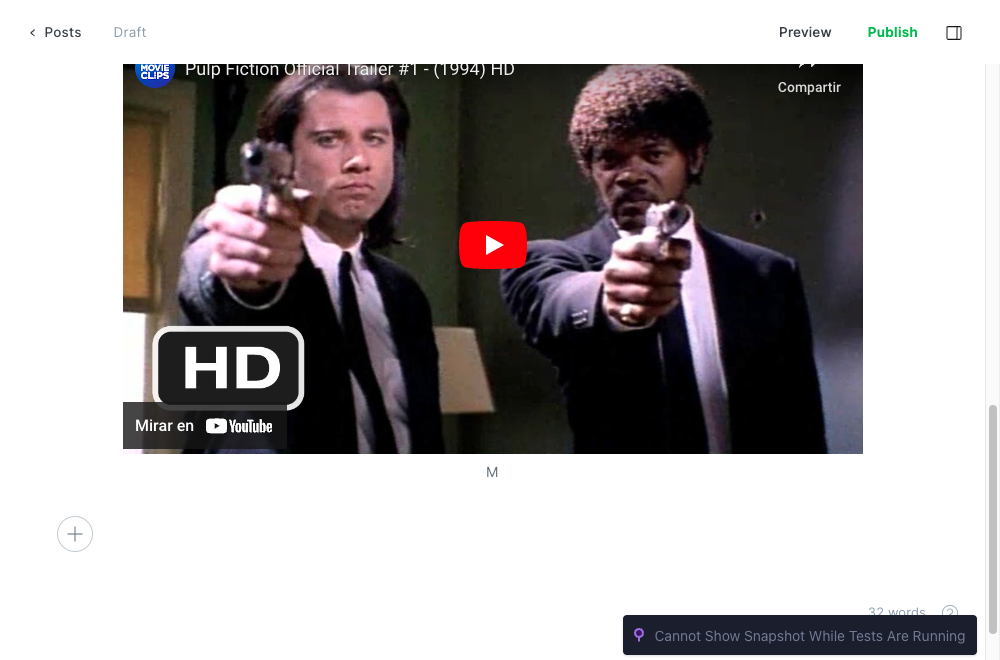 Posts
Draft
Preview
Publish
MOVIE
CLIPS
Pulp Fiction Official Trailer #1 - (1994) HD
Compartir
HD
Mirar en YouTube
M
32 words
Cannot Show Snapshot While Tests Are Running